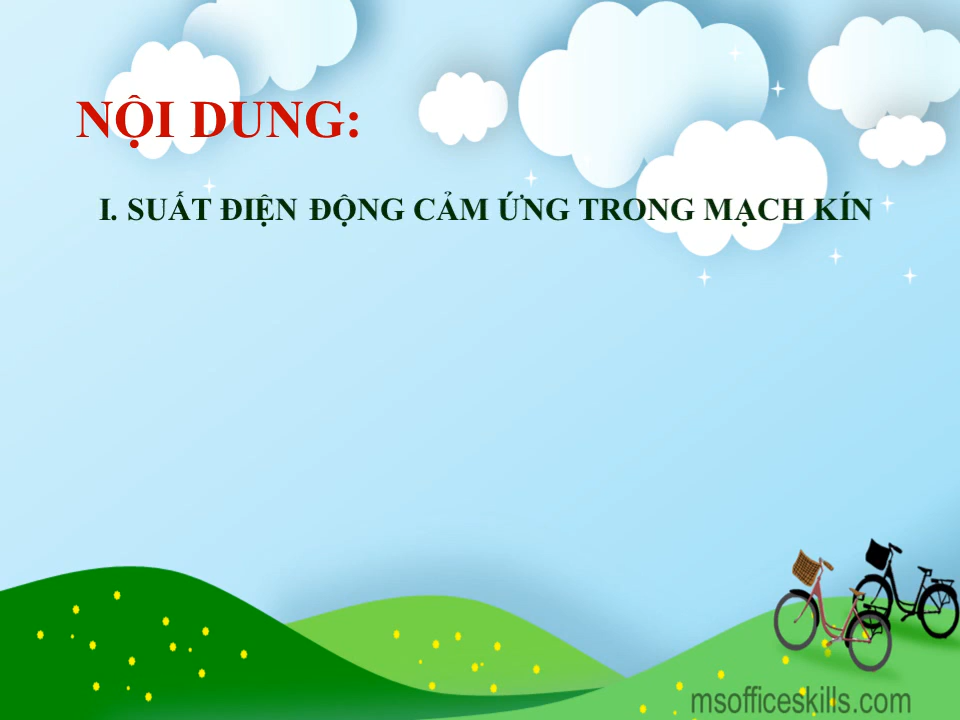 NỘI DUNG:
I. SUẤT ĐIỆN ĐỘNG CẢM ỨNG TRONG MẠCH KÍN
msofficeskills.com